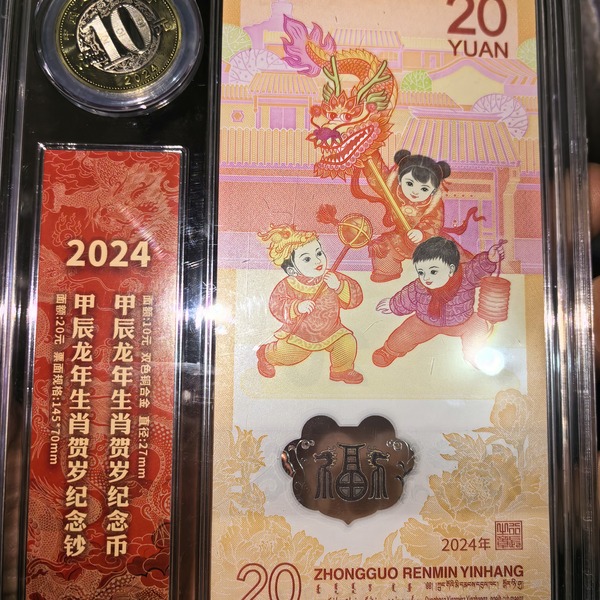 10
2024
20
YUAN
2024
甲辰龙年生肖贺岁纪念币
面额:10元 双色铜合金 直径:27mm
甲辰龙年生肖贺岁纪念钞
面额:20元 票面规格:145*70mm
福
2024年
20
ZHONGGUO RENMIN YINHANG